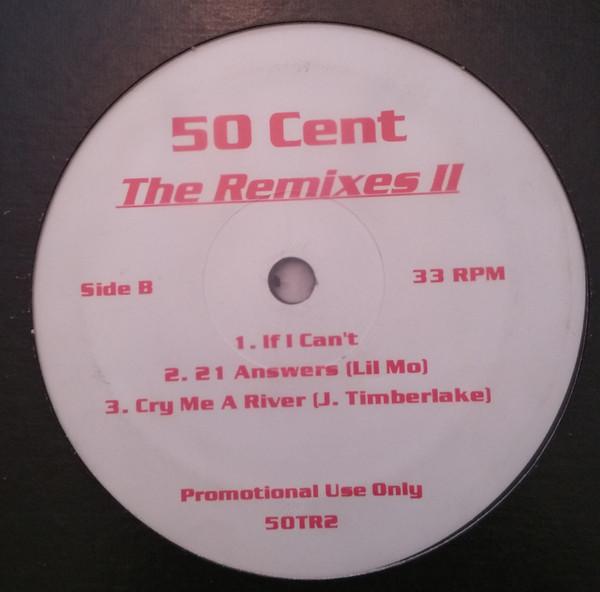 50 Cent
The Remixes II
Side B
33 RPM
1. If I Can't
2. 21 Answers (Lil Mo)
3. Cry Me A River (J. Timberlake)
Promotional Use Only
50TR2